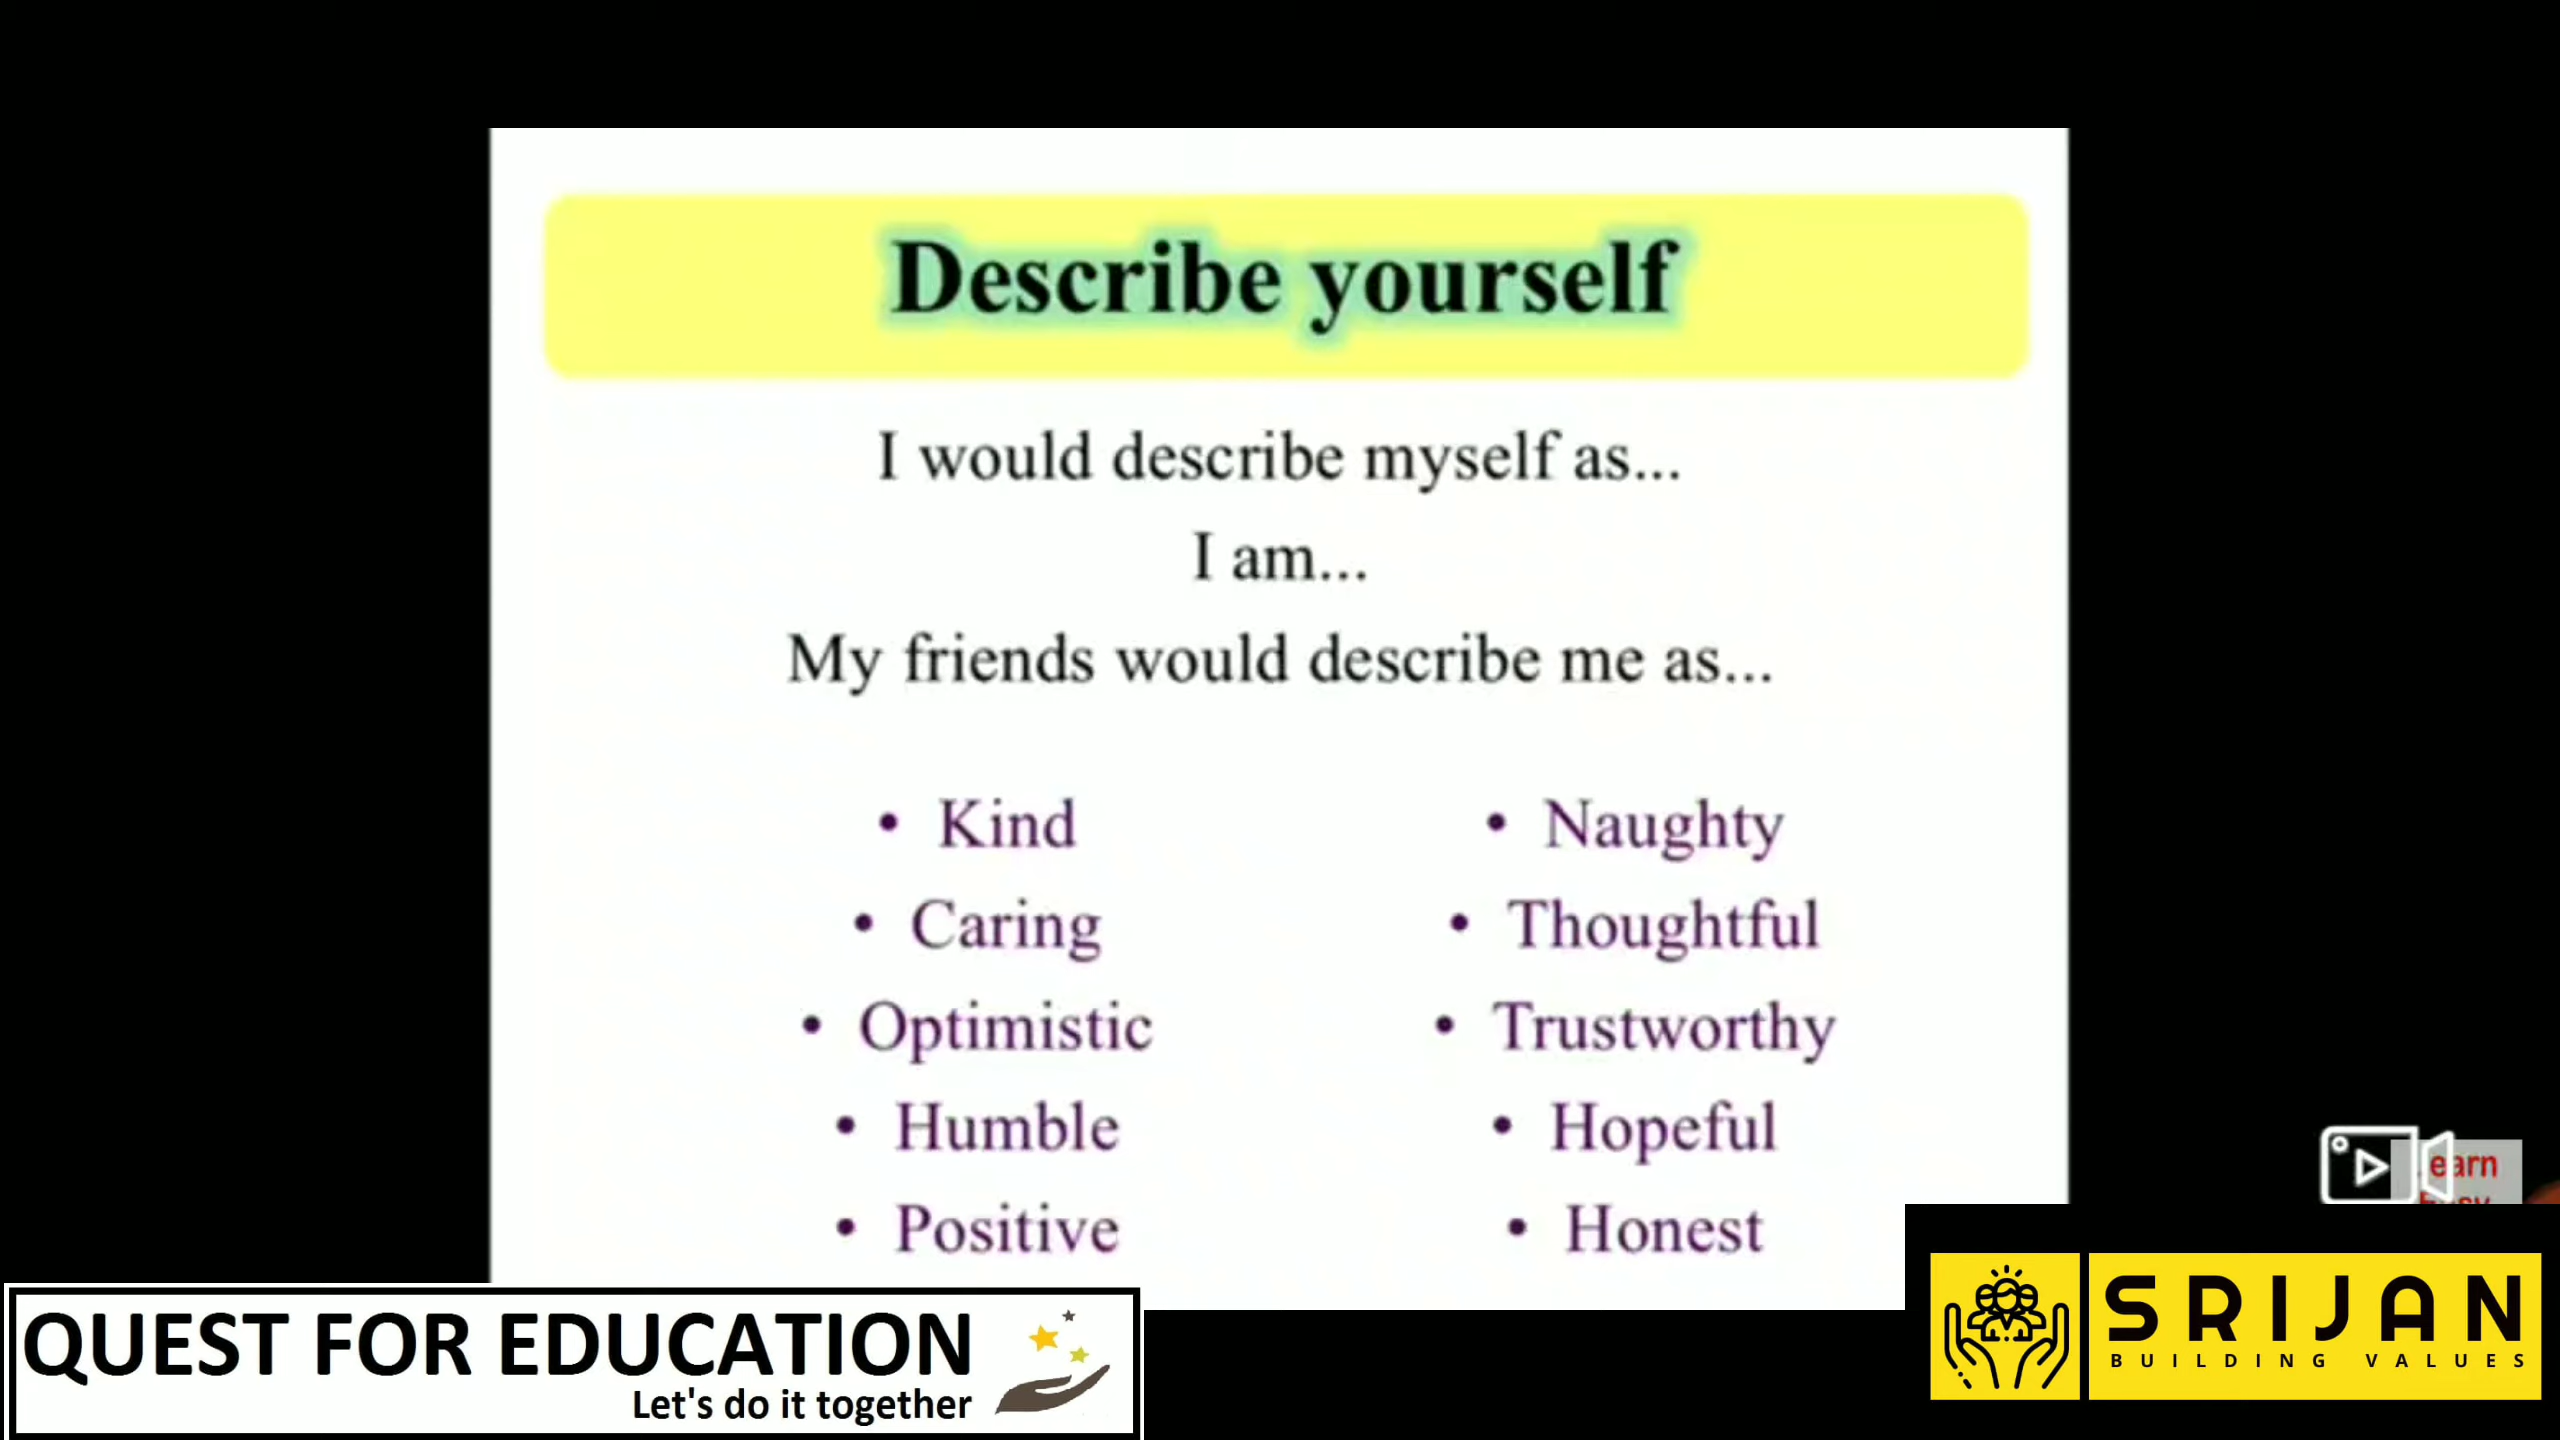 Describe yourself
I would describe myself as...
I am...
My friends would describe me as...
• Kind
• Caring
• Optimistic
• Humble
• Positive
• Naughty
• Thoughtful
• Trustworthy
• Hopeful
• Honest
earn
QUEST FOR EDUCATION
Let's do it together
SRIJAN
BUILDING VALUES